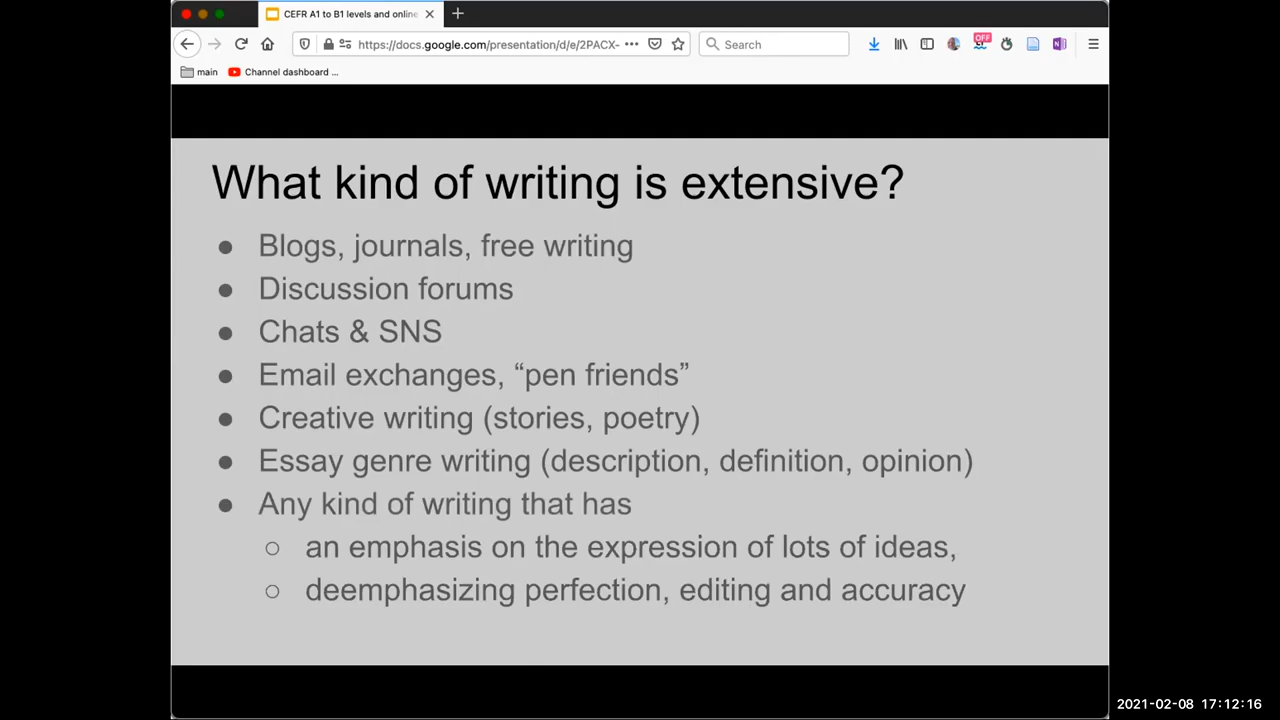 CEFR A1 to B1 levels and online
https://docs.google.com/presentation/d/e/2PACX-
Search
OFF
main
Channel dashboard ...
What kind of writing is extensive?
● Blogs, journals, free writing
● Discussion forums
● Chats & SNS
● Email exchanges, “pen friends”
● Creative writing (stories, poetry)
● Essay genre writing (description, definition, opinion)
● Any kind of writing that has
○ an emphasis on the expression of lots of ideas,
○ deemphasizing perfection, editing and accuracy
2021-02-08 17:12:16